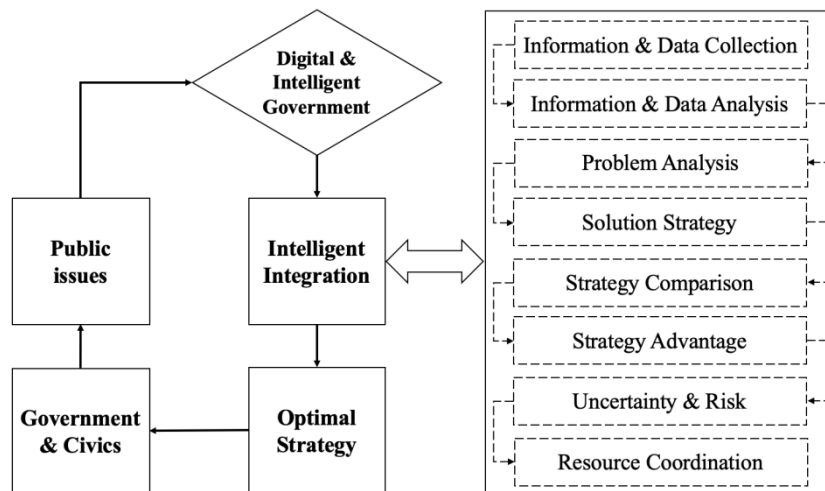 Digital &
Intelligent
Government
Public
issues
Intelligent
Integration
Government
& Civics
Optimal
Strategy
Information & Data Collection
Information & Data Analysis
Problem Analysis
Solution Strategy
Strategy Comparison
Strategy Advantage
Uncertainty & Risk
Resource Coordination